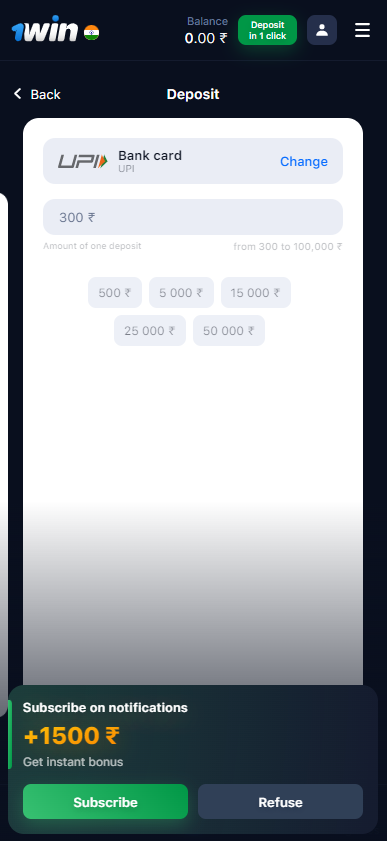 1win
Balance
0.00 ₹
Deposit
in 1 click
Back
Deposit
UPI
Bank card
UPI
Change
300 ₹
Amount of one deposit
from 300 to 100,000 ₹
500 ₹
5 000 ₹
15 000 ₹
25 000 ₹
50 000 ₹
Subscribe on notifications
+1500 ₹
Get instant bonus
Subscribe
Refuse